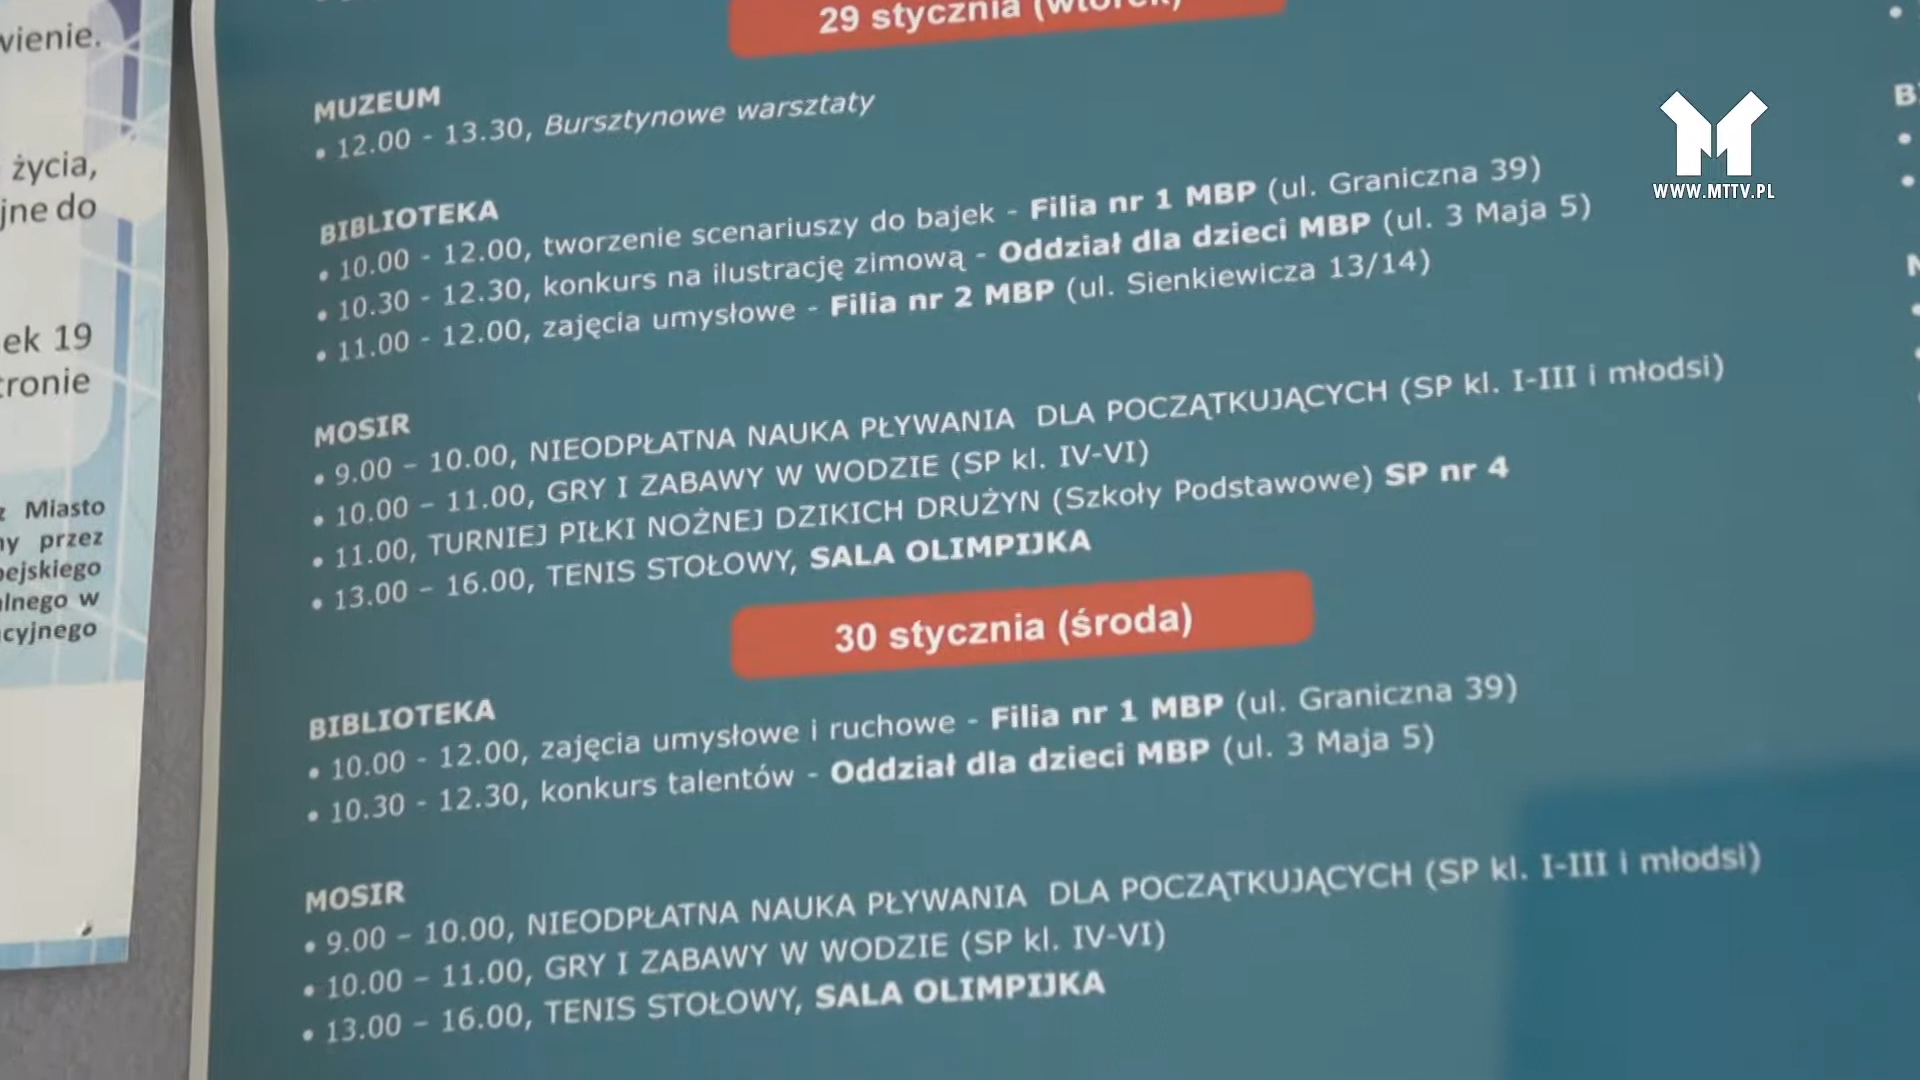 wienie.
życia,
jne do
ek 19
tronie
z Miasto
ny przez
pejskiego
alnego w
cyjnego
29 stycznia (wtorek)
MUZEUM
• 12.00 - 13.30, Bursztynowe warsztaty
BIBLIOTEKA
• 10.00 - 12.00, tworzenie scenariuszy do bajek - Filia nr 1 MBP (ul. Graniczna 39)
• 10.30 - 12.30, konkurs na ilustrację zimową - Oddział dla dzieci MBP (ul. 3 Maja 5)
• 11.00 - 12.00, zajęcia umysłowe - Filia nr 2 MBP (ul. Sienkiewicza 13/14)
MOSIR
• 9.00 – 10.00, NIEODPŁATNA NAUKA PŁYWANIA DLA POCZĄTKUJĄCYCH (SP kl. I-III i młodsi)
• 10.00 – 11.00, GRY I ZABAWY W WODZIE (SP kl. IV-VI)
• 11.00, TURNIEJ PIŁKI NOŻNEJ DZIKICH DRUŻYN (Szkoły Podstawowe) SP nr 4
• 13.00 – 16.00, TENIS STOŁOWY, SALA OLIMPIJKA
30 stycznia (środa)
BIBLIOTEKA
• 10.00 - 12.00, zajęcia umysłowe i ruchowe - Filia nr 1 MBP (ul. Graniczna 39)
• 10.30 - 12.30, konkurs talentów - Oddział dla dzieci MBP (ul. 3 Maja 5)
MOSIR
• 9.00 – 10.00, NIEODPŁATNA NAUKA PŁYWANIA DLA POCZĄTKUJĄCYCH (SP kl. I-III i młodsi)
• 10.00 – 11.00, GRY I ZABAWY W WODZIE (SP kl. IV-VI)
• 13.00 – 16.00, TENIS STOŁOWY, SALA OLIMPIJKA
WWW.MTTV.PL